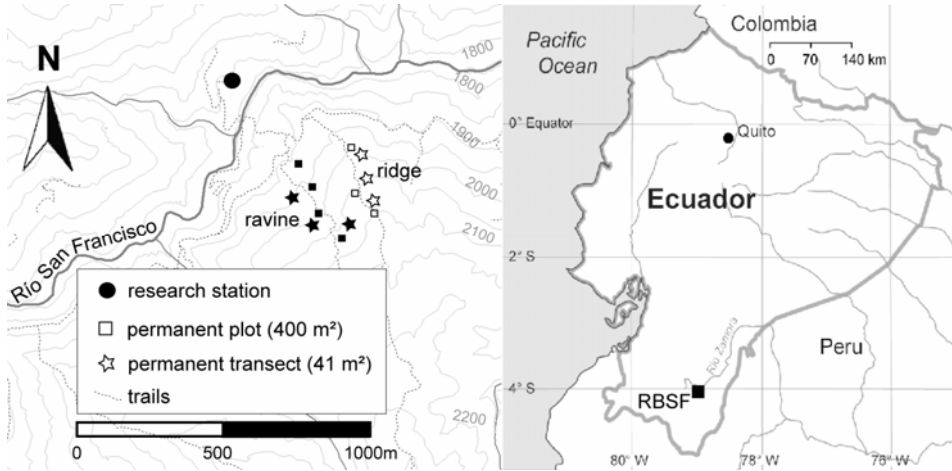 N
1800
1800
1900
2000
2100
2200
ridge
ravine
Río San Francisco
research station
permanent plot (400 m²)
permanent transect (41 m²)
trails
0 500 1000m
Pacific
Ocean
Colombia
0 70 140 km
0° Equator
Quito
Ecuador
2° S
Río Zamora
Peru
4° S
RBSF
80° W 78° W 76° W